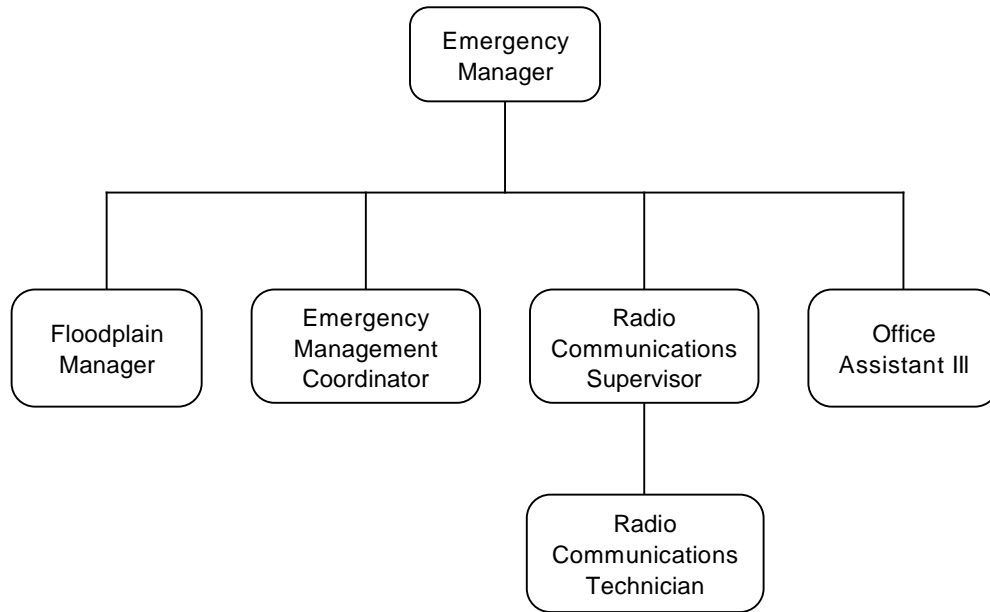 Emergency
Manager
Floodplain
Manager
Emergency
Management
Coordinator
Radio
Communications
Supervisor
Office
Assistant III
Radio
Communications
Technician